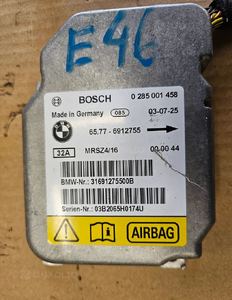 E46
BOSCH 0 285 001 458
Made in Germany 085 03-07-25
65.77 - 6912755
32A MRSZ4/16 00 00 44
BMW-Nr.: 31691275500B
Serien-Nr.: 03B2065H0174U
AIRBAG